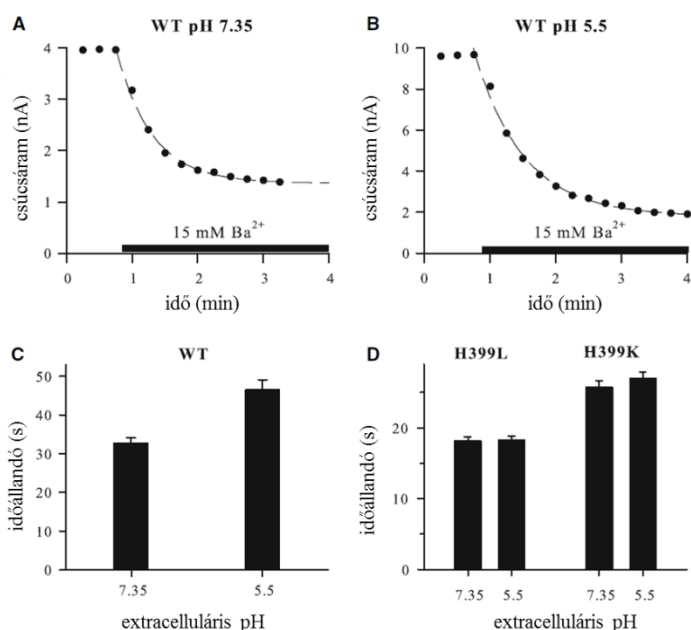 A
WT pH 7.35
csúcsáram (nA)
4
3
2
1
0
15 mM Ba²⁺
0 1 2 3 4
idő (min)
B
WT pH 5.5
csúcsáram (nA)
10
8
6
4
2
0
15 mM Ba²⁺
0 1 2 3 4
idő (min)
C
WT
időállandó (s)
50
40
30
20
10
0
7.35 5.5
extracelluláris pH
D
H399L H399K
időállandó (s)
20
10
0
7.35 5.5 7.35 5.5
extracelluláris pH